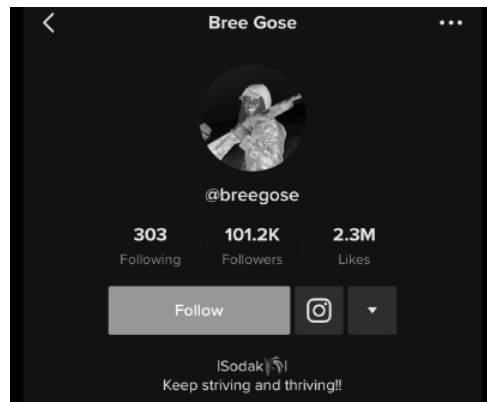 Bree Gose
@breegose
303 101.2K 2.3M
Following Followers Likes
Follow
|Sodak🌾|
Keep striving and thriving!!